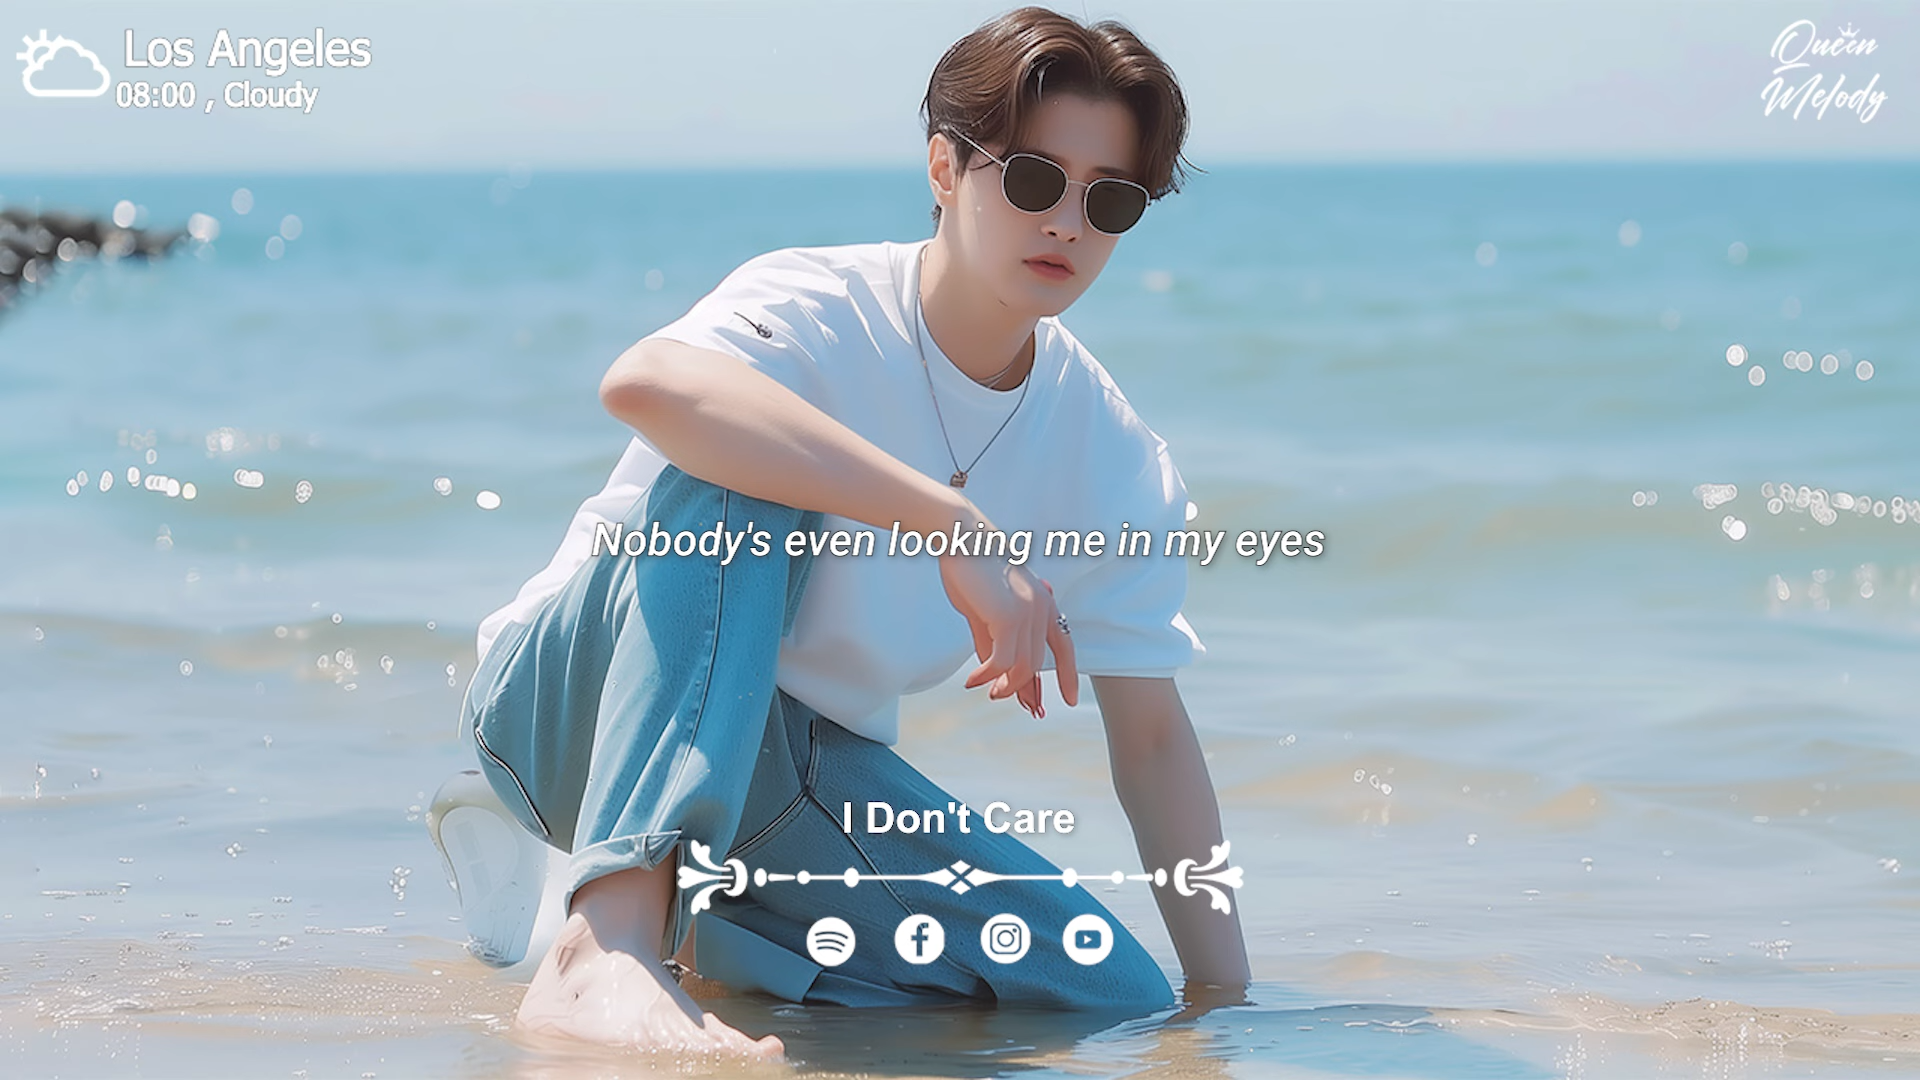 Los Angeles
08:00 , Cloudy
Queen
Melody
Nobody's even looking me in my eyes
I Don't Care